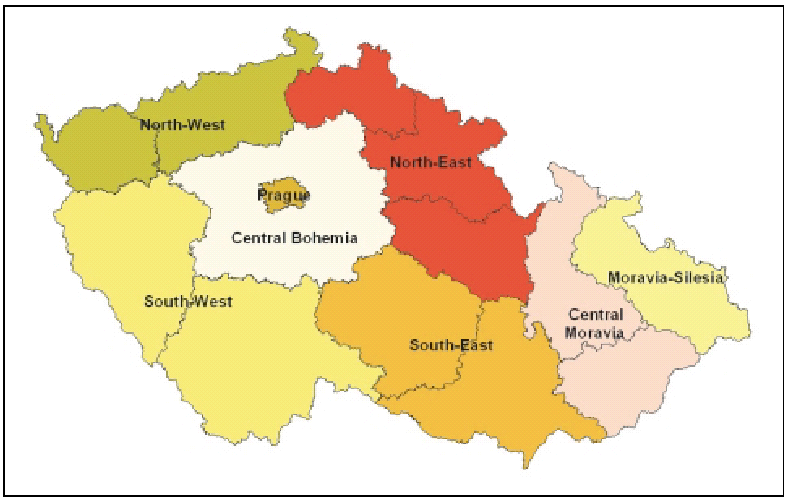 North-West
North-East
Prague
Central Bohemia
Moravia-Silesia
South-West
Central
Moravia
South-East